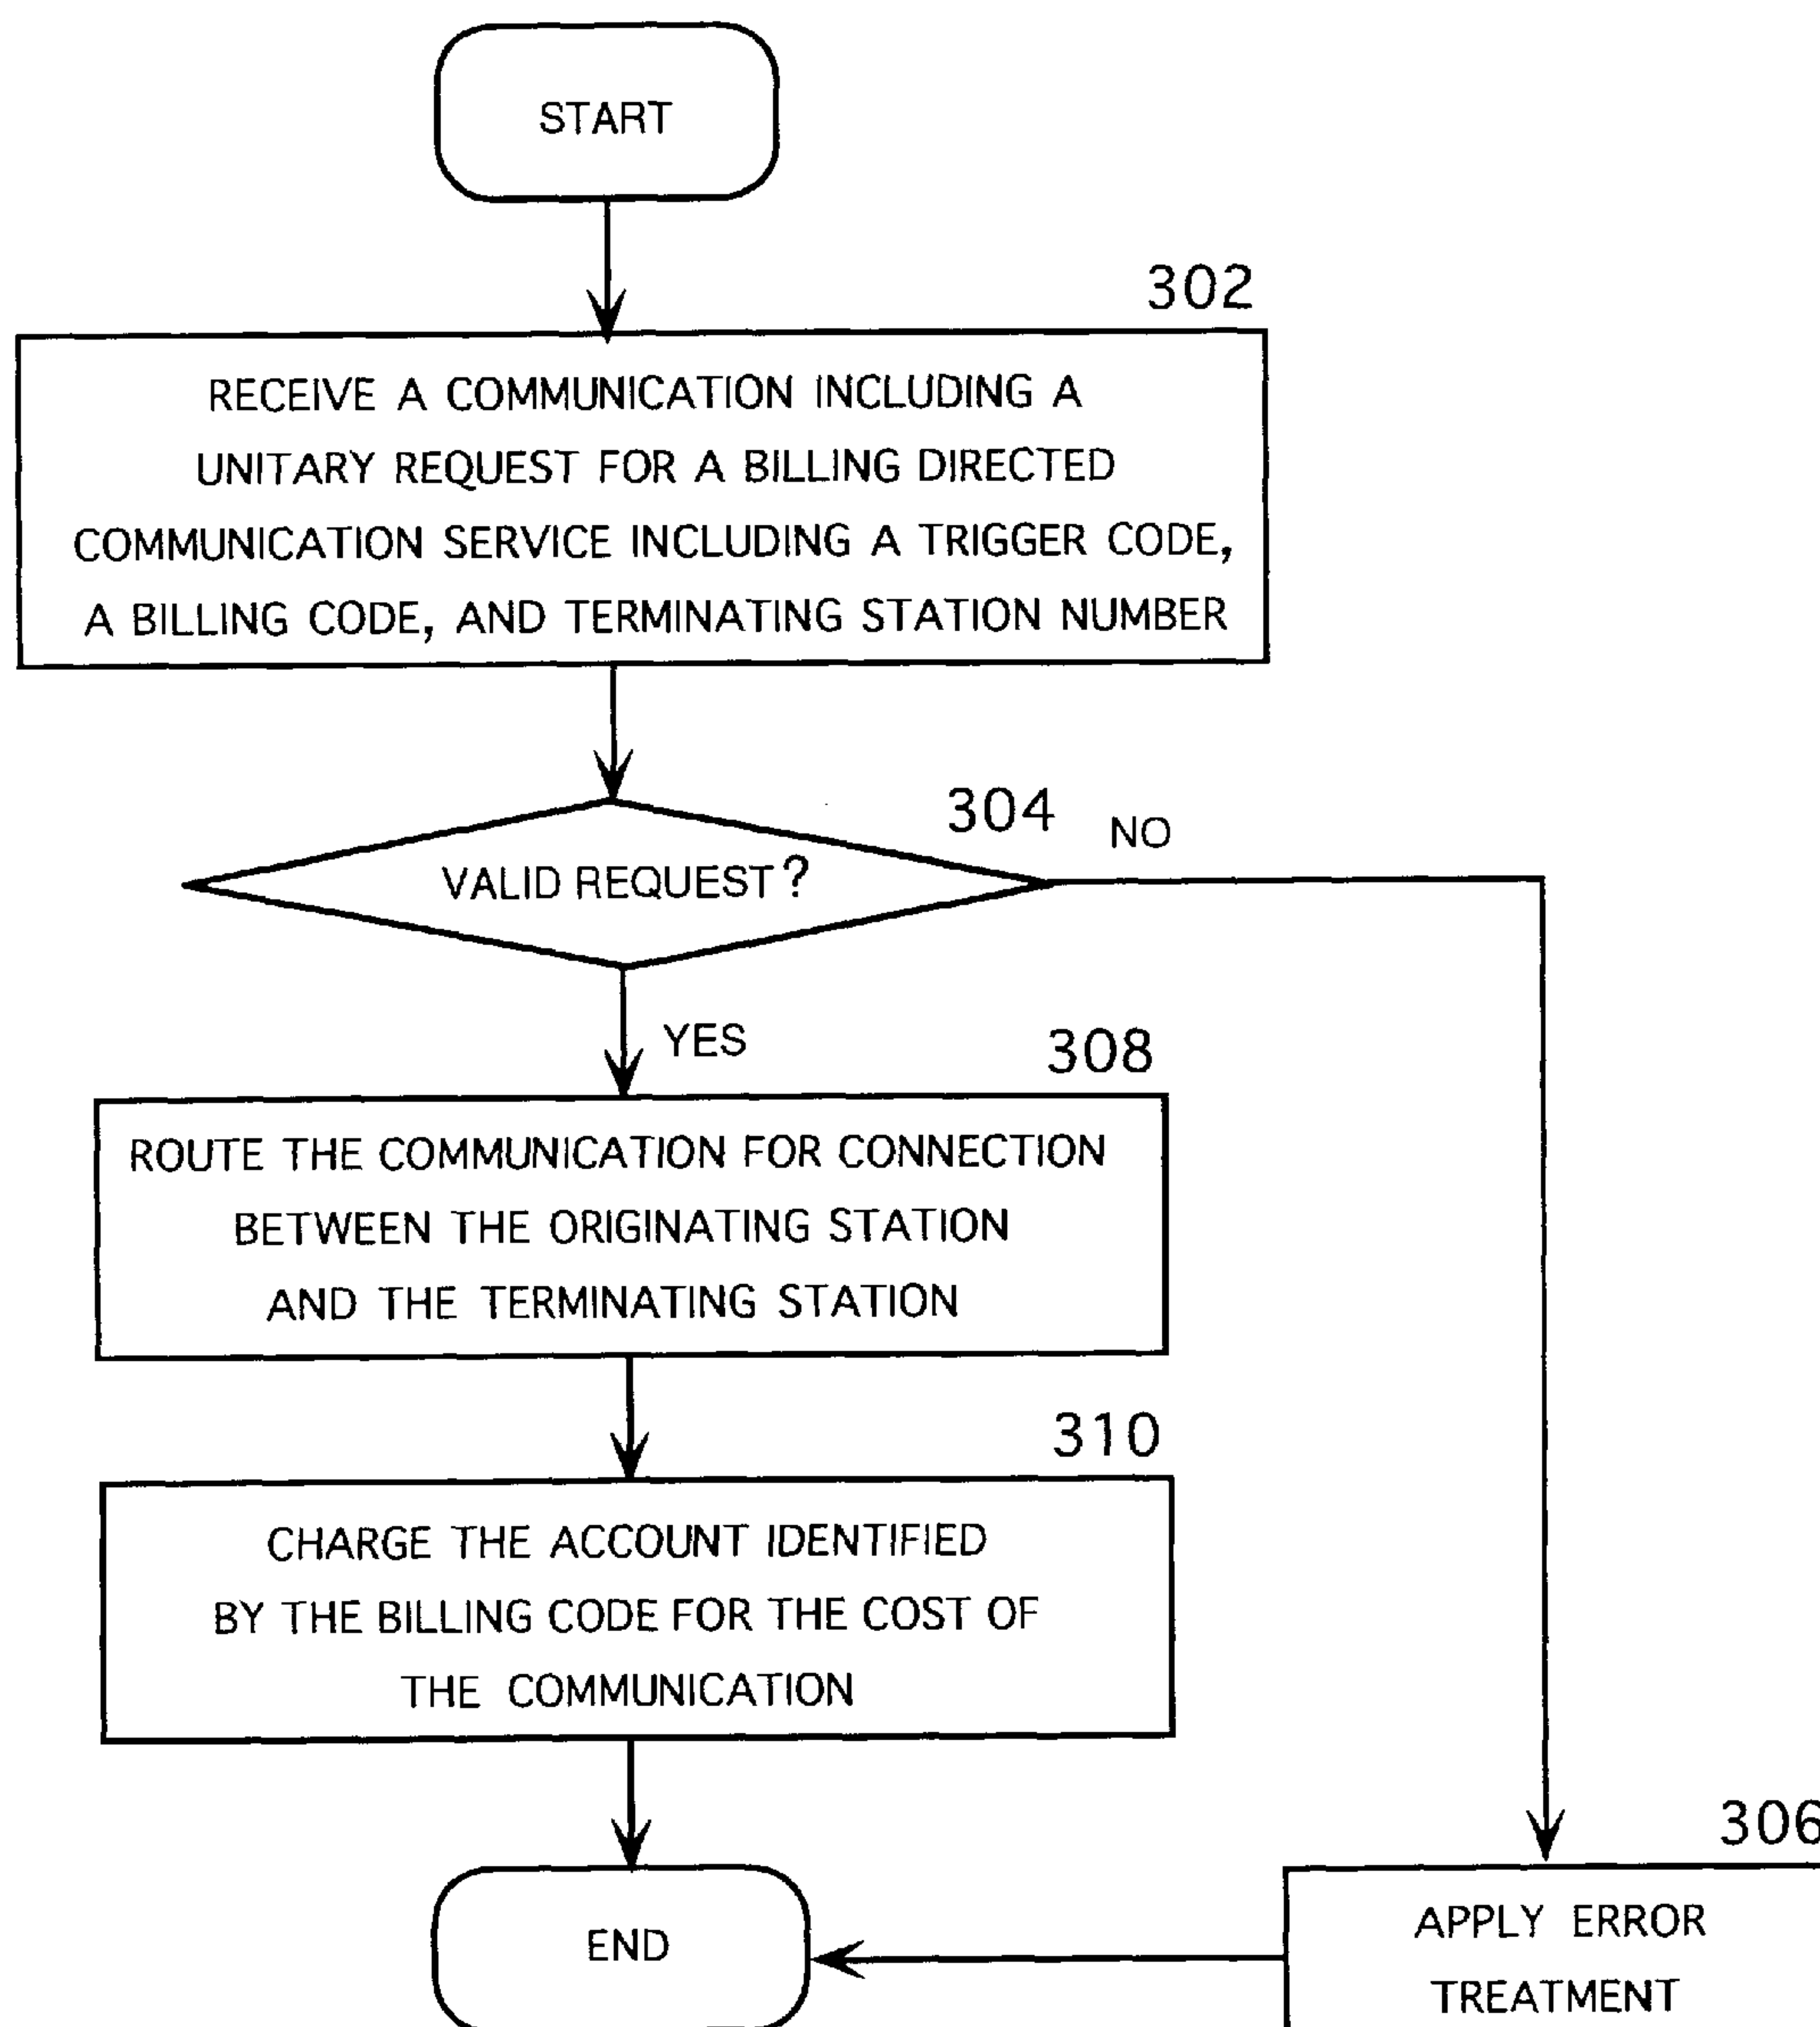 START
302
RECEIVE A COMMUNICATION INCLUDING A
UNITARY REQUEST FOR A BILLING DIRECTED
COMMUNICATION SERVICE INCLUDING A TRIGGER CODE,
A BILLING CODE, AND TERMINATING STATION NUMBER
304
NO
VALID REQUEST?
YES
308
ROUTE THE COMMUNICATION FOR CONNECTION
BETWEEN THE ORIGINATING STATION
AND THE TERMINATING STATION
310
CHARGE THE ACCOUNT IDENTIFIED
BY THE BILLING CODE FOR THE COST OF
THE COMMUNICATION
306
APPLY ERROR
TREATMENT
END